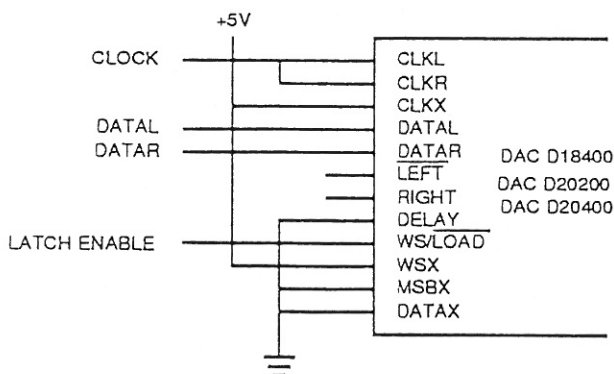 +5V
CLOCK
CLKL
CLKR
CLKX
DATAL
DATAL
DATAR
DATAR
DAC D18400
LEFT
DAC D20200
RIGHT
DAC D20400
DELAY
LATCH ENABLE
WS/LOAD
WSX
MSBX
DATAX